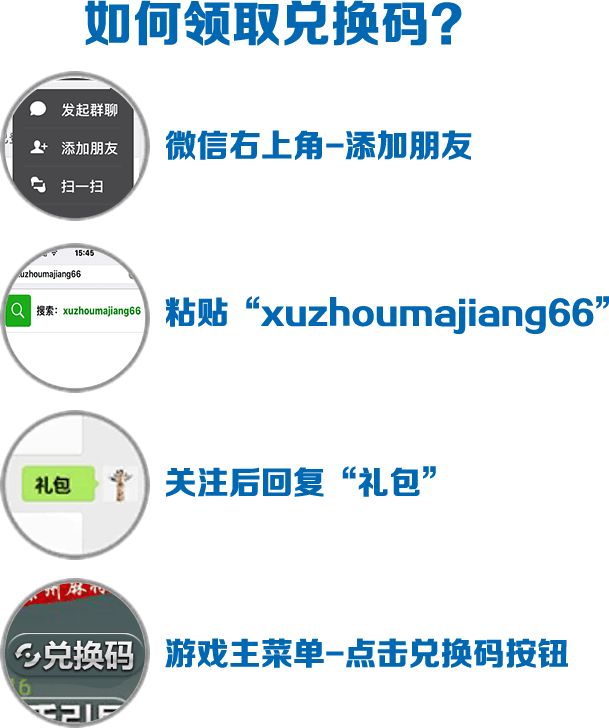 如何领取兑换码？
发起群聊
添加朋友
扫一扫
微信右上角-添加朋友
15:45
xuzhoumajiang66
搜索：xuzhoumajiang66
粘贴“xuzhoumajiang66”
礼包
关注后回复“礼包”
州麻将
兑换码
游戏主菜单-点击兑换码按钮